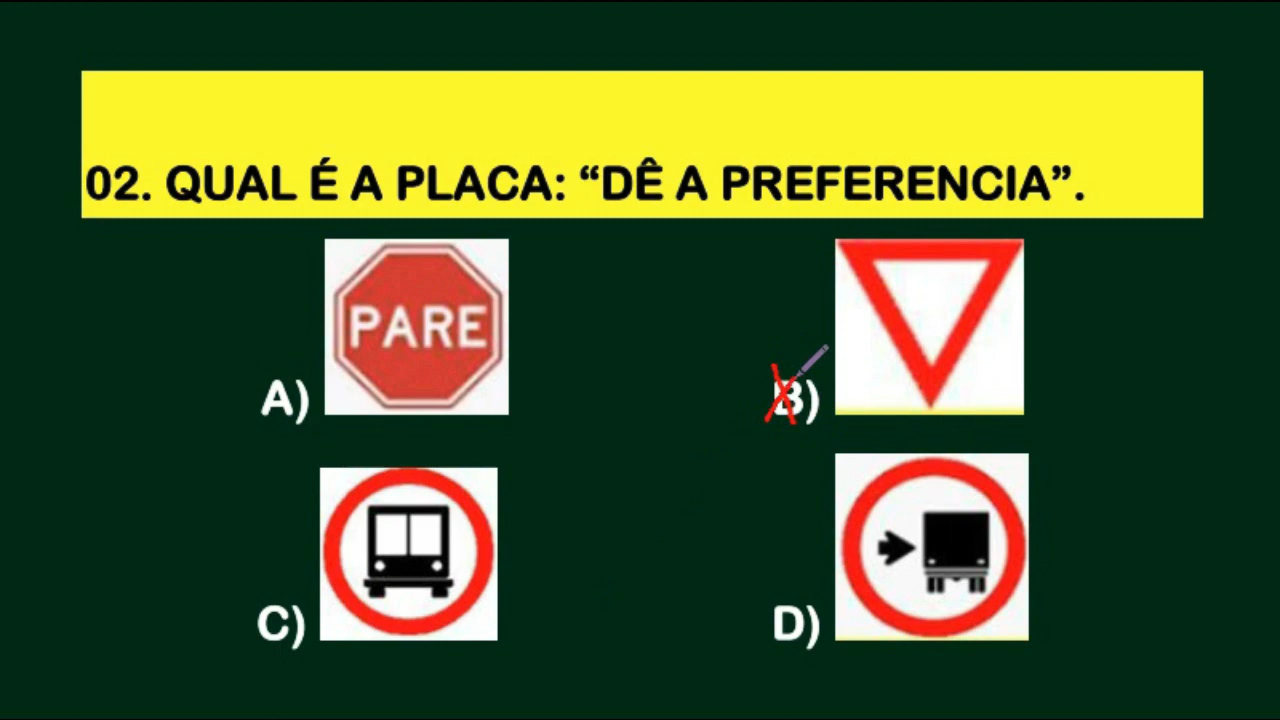 02. QUAL É A PLACA: “DÊ A PREFERENCIA”.
PARE
A)
B)
C)
D)